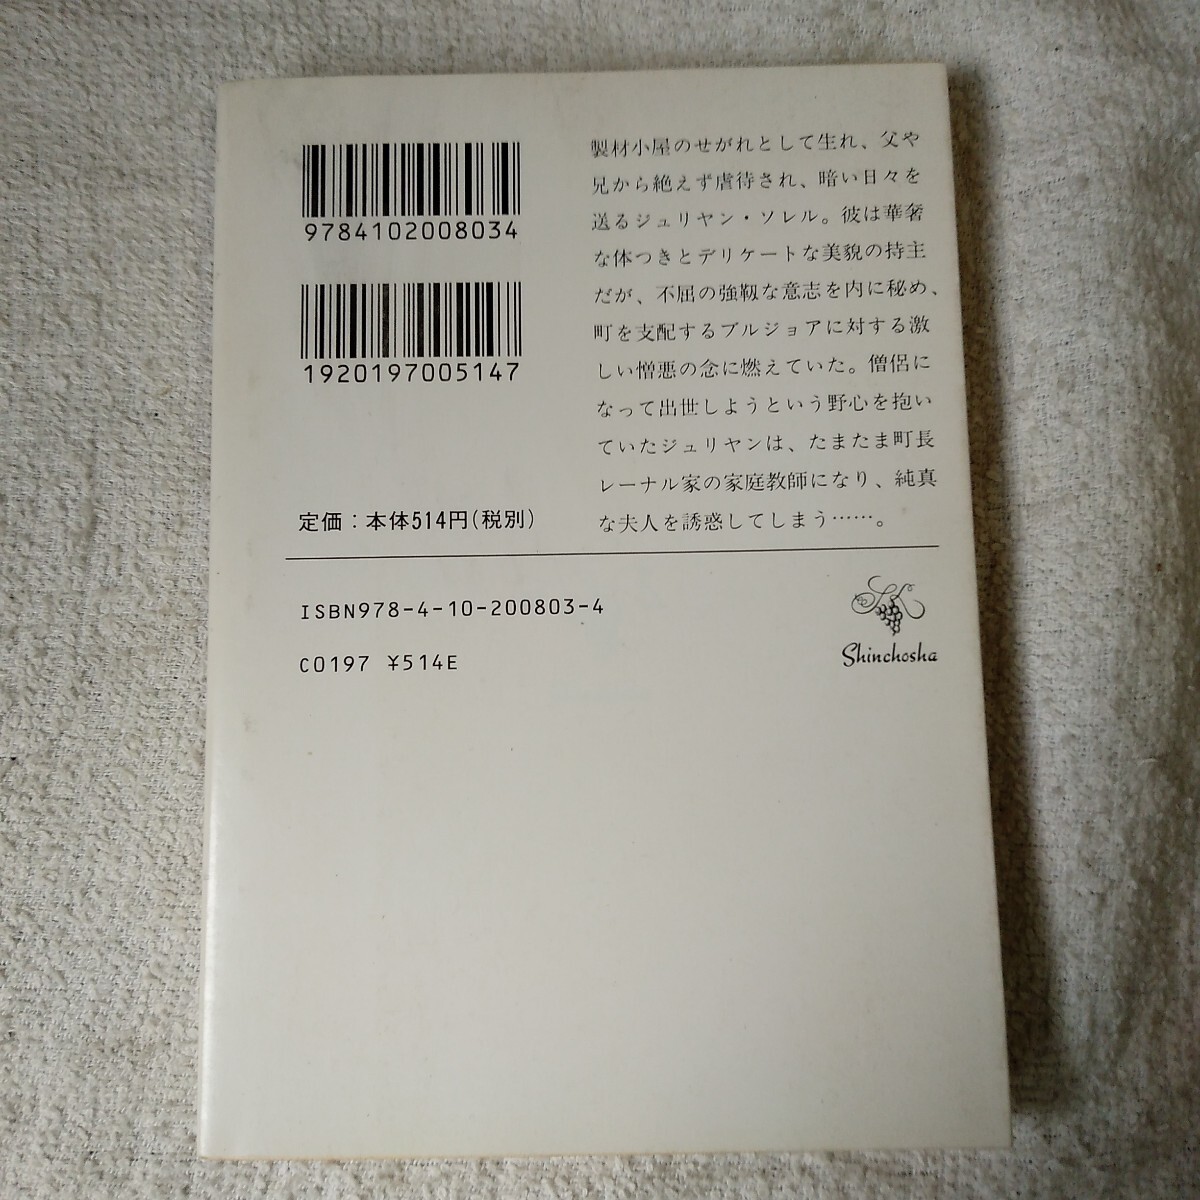 9784102008034
1920197005147
定価：本体514円(税別)
製材小屋のせがれとして生れ、父や
兄から絶えず虐待され、暗い日々を
送るジュリヤン・ソレル。彼は華奢
な体つきとデリケートな美貌の持主
だが、不屈の強靱な意志を内に秘め、
町を支配するブルジョアに対する激
しい憎悪の念に燃えていた。僧侶に
なって出世しようという野心を抱い
ていたジュリヤンは、たまたま町長
レーナル家の家庭教師になり、純真
な夫人を誘惑してしまう……。
ISBN978-4-10-200803-4
C0197 ¥514E
Shinchosha